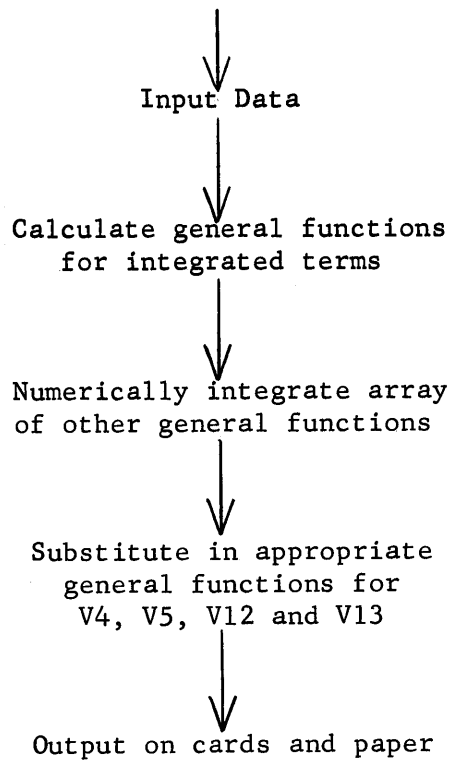 Input Data
Calculate general functions
for integrated terms
Numerically integrate array
of other general functions
Substitute in appropriate
general functions for
V4, V5, V12 and V13
Output on cards and paper